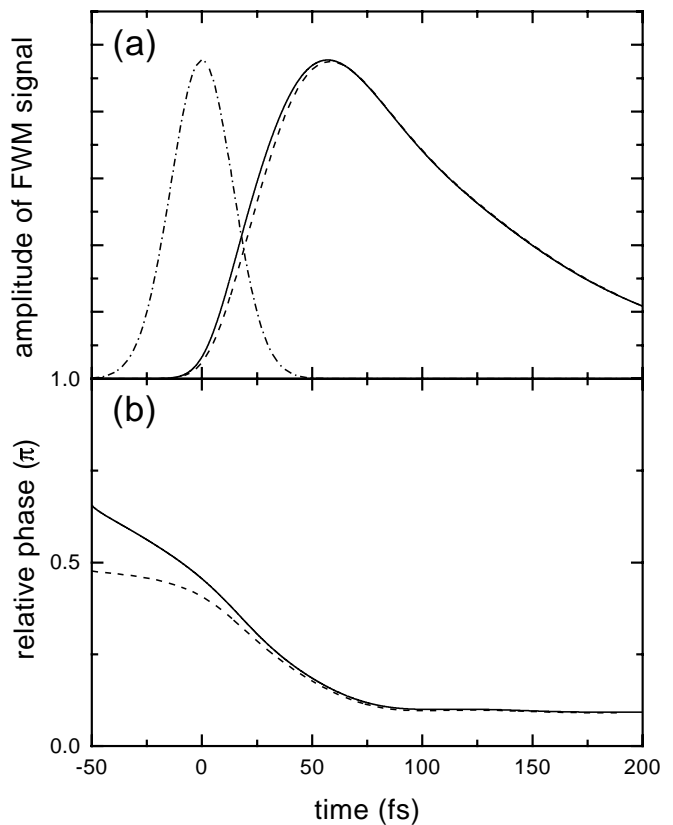 (a)
amplitude of FWM signal
1.0
(b)
relative phase (π)
0.5
0.0
-50 0 50 100 150 200
time (fs)